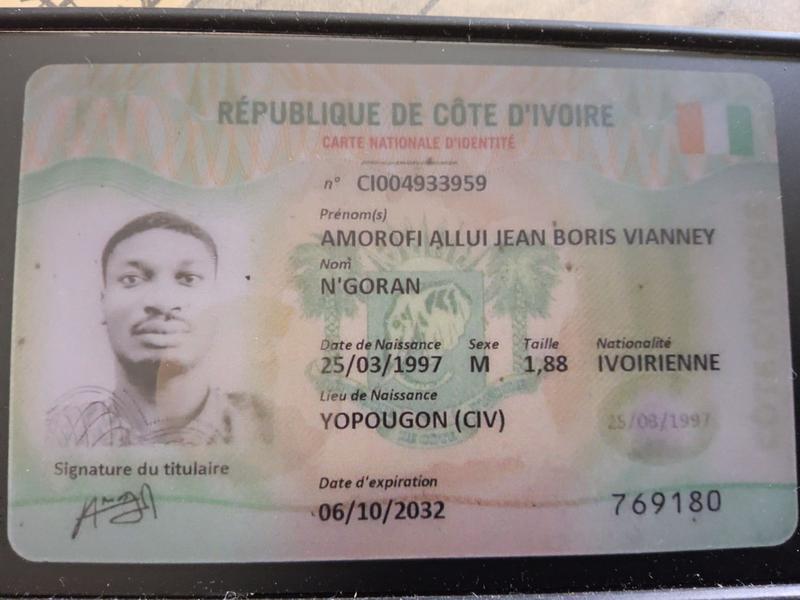 RÉPUBLIQUE DE CÔTE D'IVOIRE
CARTE NATIONALE D'IDENTITÉ
n° CI004933959
Prénom(s)
AMOROFI ALLUI JEAN BORIS VIANNEY
Nom
N'GORAN
Date de Naissance Sexe Taille Nationalité
25/03/1997 M 1,88 IVOIRIENNE
Lieu de Naissance
YOPOUGON (CIV)
25/03/1997
Signature du titulaire
Date d'expiration
06/10/2032
769180